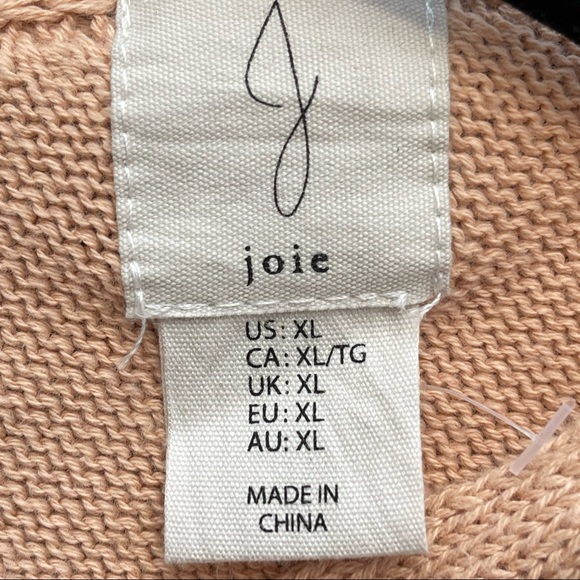 J
joie
US: XL
CA: XL/TG
UK: XL
EU: XL
AU: XL
MADE IN
CHINA